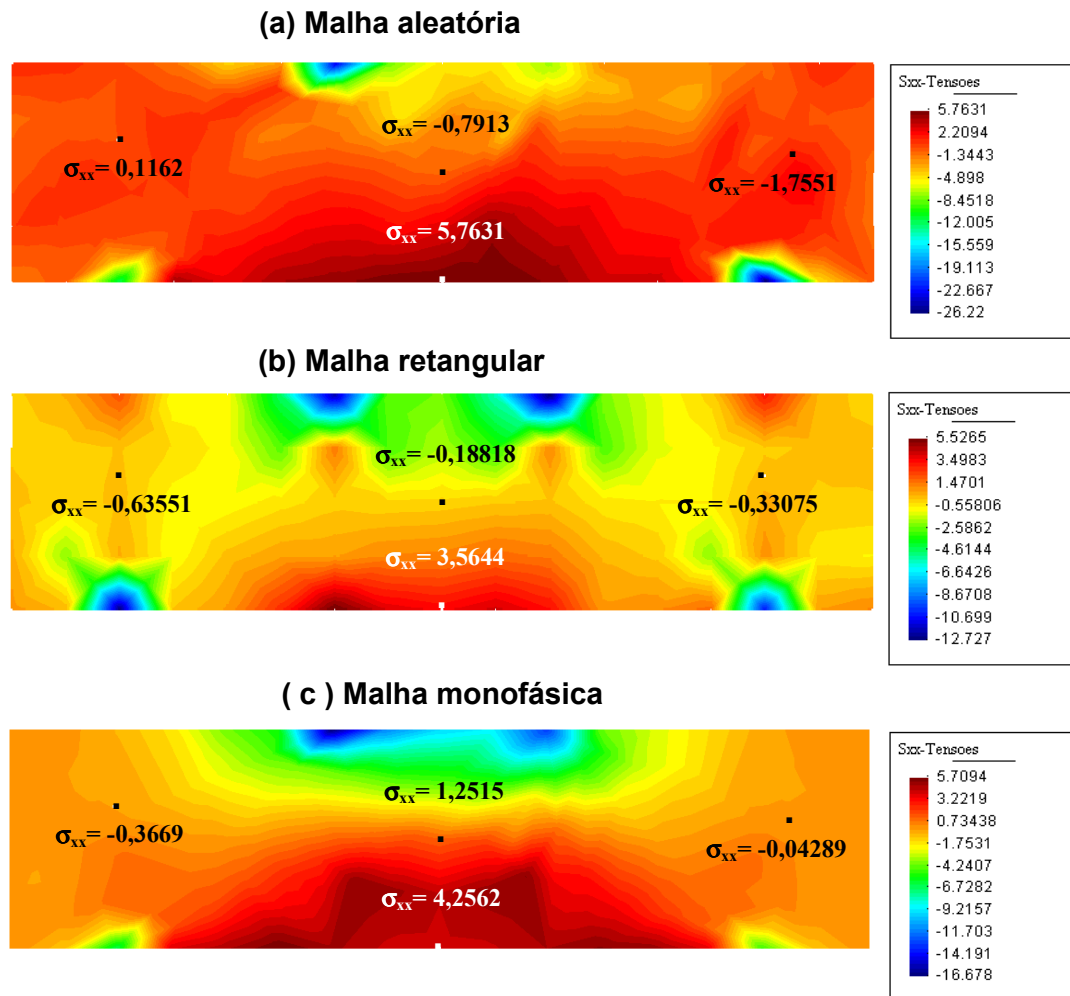 (a) Malha aleatória
σxx= -0,7913
σxx= 0,1162
σxx= -1,7551
σxx= 5,7631
Sxx-Tensoes
5.7631
2.2094
-1.3443
-4.898
-8.4518
-12.005
-15.559
-19.113
-22.667
-26.22
(b) Malha retangular
σxx= -0,18818
σxx= -0,63551
σxx= -0,33075
σxx= 3,5644
Sxx-Tensoes
5.5265
3.4983
1.4701
-0.55806
-2.5862
-4.6144
-6.6426
-8.6708
-10.699
-12.727
( c ) Malha monofásica
σxx= 1,2515
σxx= -0,3669
σxx= -0,04289
σxx= 4,2562
Sxx-Tensoes
5.7094
3.2219
0.73438
-1.7531
-4.2407
-6.7282
-9.2157
-11.703
-14.191
-16.678